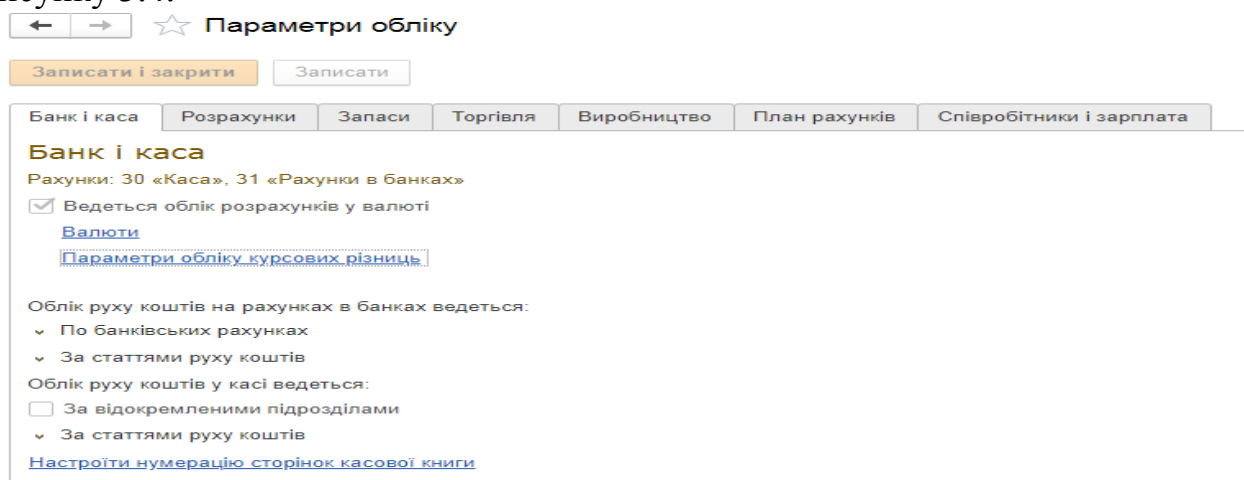 Параметри обліку
Записати і закрити Записати
Банк і каса Розрахунки Запаси Торгівля Виробництво План рахунків Співробітники і зарплата
Банк і каса
Рахунки: 30 «Каса», 31 «Рахунки в банках»
Ведеться облік розрахунків у валюті
Валюти
Параметри обліку курсових різниць
Облік руху коштів на рахунках в банках ведеться:
По банківських рахунках
За статтями руху коштів
Облік руху коштів у касі ведеться:
За відокремленими підрозділами
За статтями руху коштів
Настроїти нумерацію сторінок касової книги